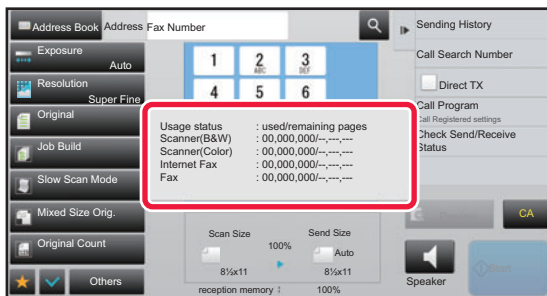 Address Book
Address
Fax Number
Exposure
Auto
Resolution
Super Fine
Original
Job Build
Slow Scan Mode
Mixed Size Orig.
Original Count
Others
1
2
ABC
3
DEF
4
5
6
Usage status : used/remaining pages
Scanner(B&W) : 00,000,000/--,---,---
Scanner(Color) : 00,000,000/--,---,---
Internet Fax : 00,000,000/--,---,---
Fax : 00,000,000/--,---,---
Scan Size
100%
Send Size
Auto
8½x11
8½x11
reception memory : 100%
Sending History
Call Search Number
Direct TX
Call Program
Call Registered settings
Check Send/Receive
Status
CA
Speaker
Start